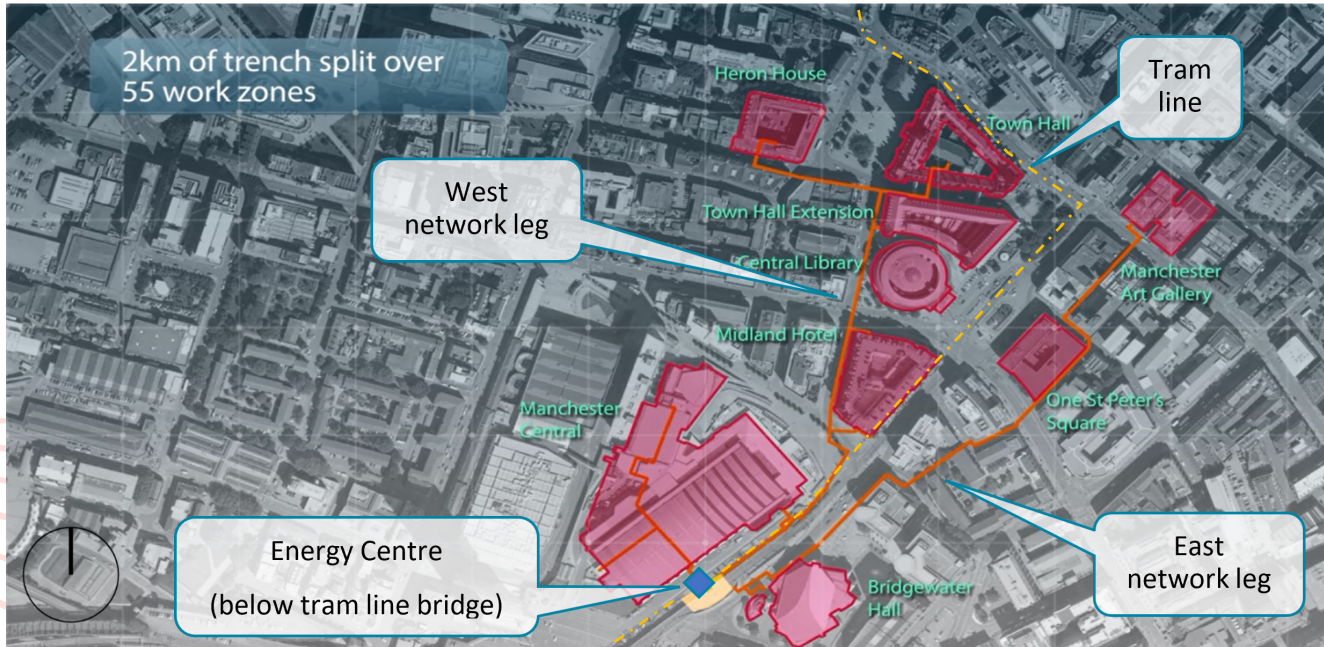 2km of trench split over
55 work zones
Heron House
Town Hall
Tram
line
West
network leg
Town Hall Extension
Central Library
Manchester
Art Gallery
Midland Hotel
Manchester
Central
One St Peter's
Square
Energy Centre
(below tram line bridge)
Bridgewater
Hall
East
network leg